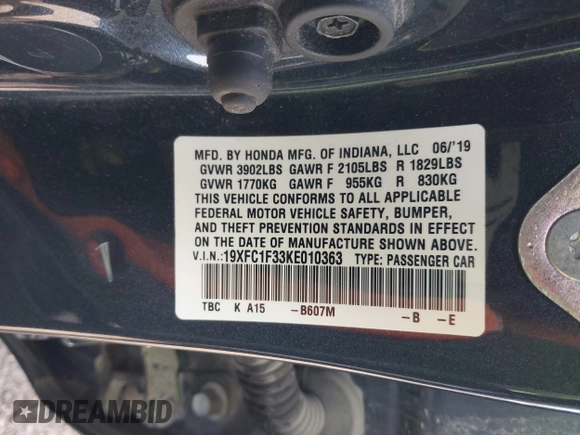 MFD. BY HONDA MFG. OF INDIANA, LLC 06/'19
GVWR 3902LBS GAWR F 2105LBS R 1829LBS
GVWR 1770KG GAWR F 955KG R 830KG
THIS VEHICLE CONFORMS TO ALL APPLICABLE
FEDERAL MOTOR VEHICLE SAFETY, BUMPER,
AND THEFT PREVENTION STANDARDS IN EFFECT
ON THE DATE OF MANUFACTURE SHOWN ABOVE.
V.I.N.:19XFC1F33KE010363 TYPE: PASSENGER CAR
TBC K A15 -B607M -B -E
DREAMBID